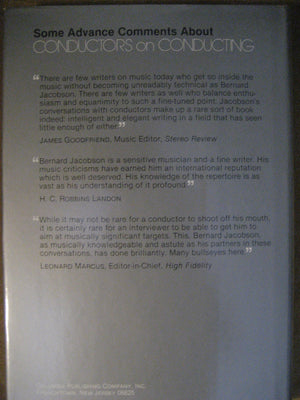 Some Advance Comments About
CONDUCTORS on CONDUCTING
“There are few writers on music today who get so inside the
music without becoming unreadably technical as Bernard
Jacobson. There are few writers as well who balance enthu-
siasm and equanimity to such a fine-tuned point. Jacobson's
conversations with conductors make up a rare sort of book
indeed: intelligent and elegant writing in a field that has seen
little enough of either.”
JAMES GOODFRIEND, Music Editor, Stereo Review
“Bernard Jacobson is a sensitive musician and a fine writer. His
music criticisms have earned him an international reputation
which is well deserved. His knowledge of the repertoire is as
vast as his understanding of it profound.”
H. C. ROBBINS LANDON
“While it may not be rare for a conductor to shoot off his mouth,
it is certainly rare for an interviewer to be able to get him to
aim at musically significant targets. This, Bernard Jacobson,
as musically knowledgeable and astute as his partners in these
conversations, has done brilliantly. Many bullseyes here.”
LEONARD MARCUS, Editor-in-Chief, High Fidelity
COLUMBIA PUBLISHING COMPANY, INC.
FRENCHTOWN, NEW JERSEY 08825